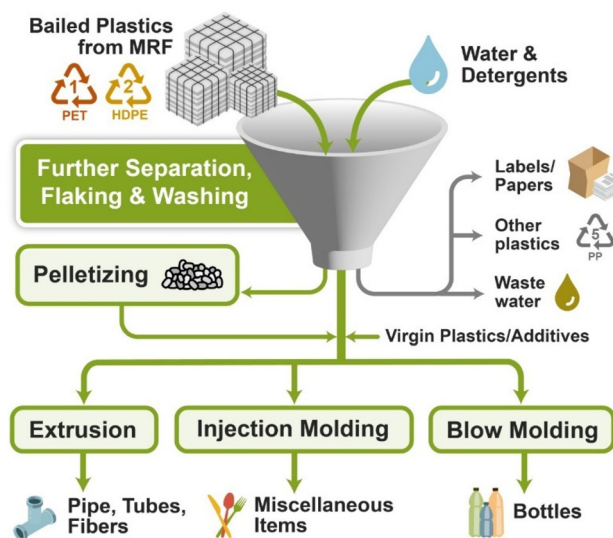 Bailed Plastics
from MRF
1
PET
2
HDPE
Water &
Detergents
Further Separation,
Flaking & Washing
Labels/
Papers
Other
plastics
5
PP
Waste
water
Pelletizing
Virgin Plastics/Additives
Extrusion
Injection Molding
Blow Molding
Pipe, Tubes,
Fibers
Miscellaneous
Items
Bottles